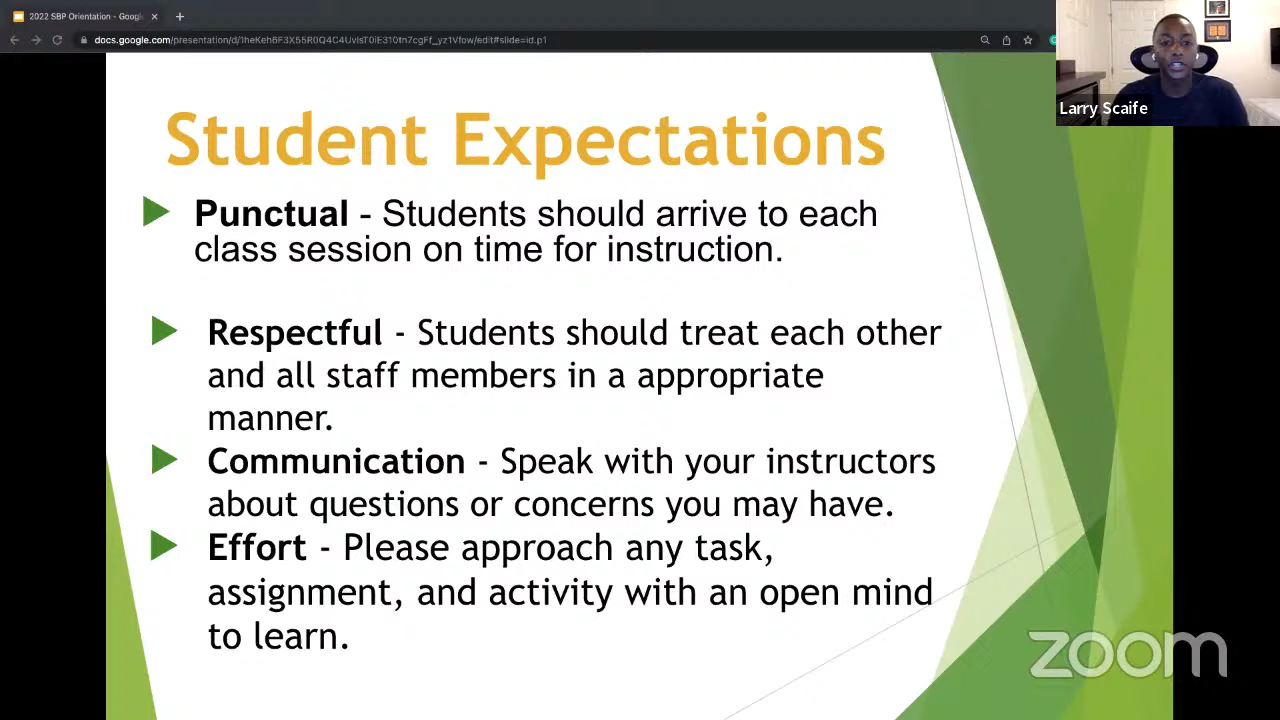 2022 SBP Orientation - Googl
docs.google.com/presentation/d/1heKeh6F3X55R0Q4C4UvlsT0iE310tn7cgFf_yz1Vfow/edit#slide=id.p1
Larry Scaife
Student Expectations
Punctual - Students should arrive to each
class session on time for instruction.
Respectful - Students should treat each other
and all staff members in a appropriate
manner.
Communication - Speak with your instructors
about questions or concerns you may have.
Effort - Please approach any task,
assignment, and activity with an open mind
to learn.
zoom